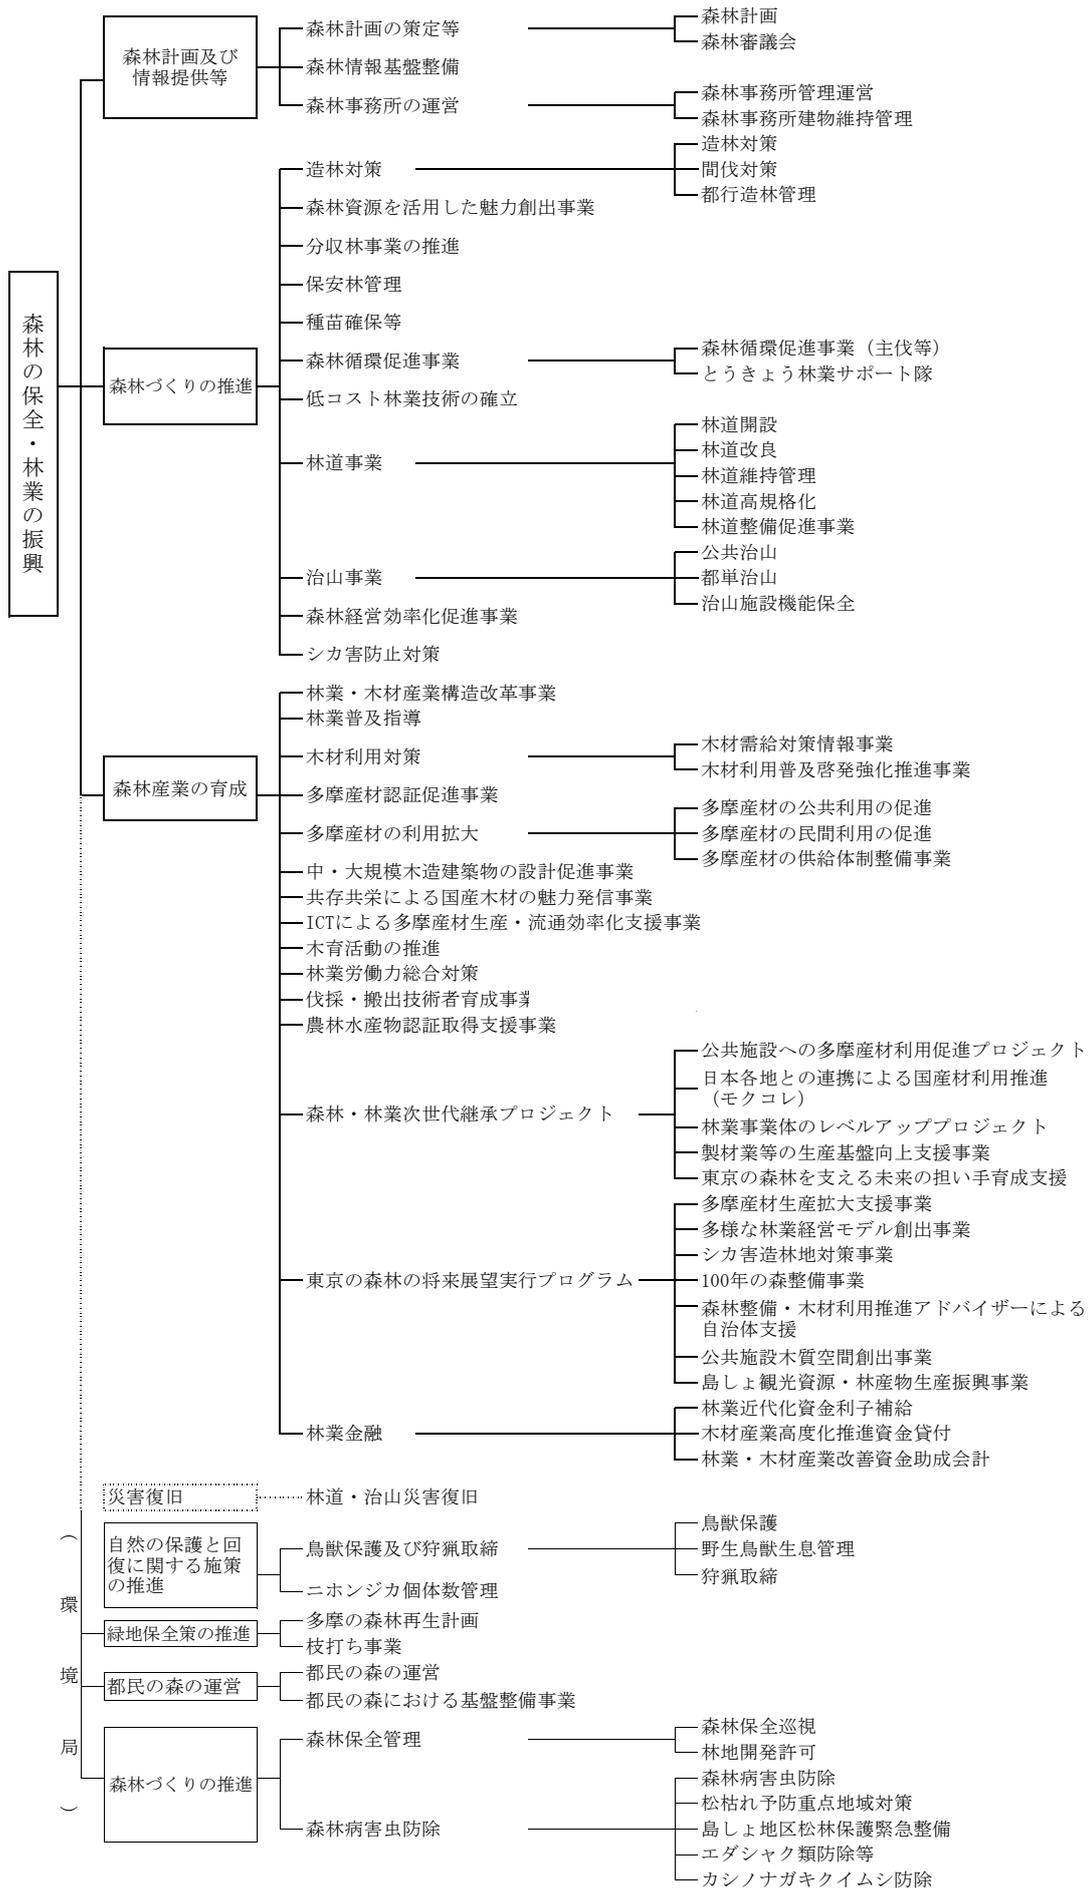 森林の保全・林業の振興
森林計画及び
情報提供等
森林計画の策定等
森林計画
森林審議会
森林情報基盤整備
森林事務所の運営
森林事務所管理運営
森林事務所建物維持管理
森林づくりの推進
造林対策
造林対策
間伐対策
都行造林管理
森林資源を活用した魅力創出事業
分収林事業の推進
保安林管理
種苗確保等
森林循環促進事業
森林循環促進事業（主伐等）
とうきょう林業サポート隊
低コスト林業技術の確立
林道事業
林道開設
林道改良
林道維持管理
林道高規格化
林道整備促進事業
治山事業
公共治山
都単治山
治山施設機能保全
森林経営効率化促進事業
シカ害防止対策
森林産業の育成
林業・木材産業構造改革事業
林業普及指導
木材利用対策
木材需給対策情報事業
木材利用普及啓発強化推進事業
多摩産材認証促進事業
多摩産材の利用拡大
多摩産材の公共利用の促進
多摩産材の民間利用の促進
多摩産材の供給体制整備事業
中・大規模木造建築物の設計促進事業
共存共栄による国産木材の魅力発信事業
ICTによる多摩産材生産・流通効率化支援事業
木育活動の推進
林業労働力総合対策
伐採・搬出技術者育成事業
農林水産物認証取得支援事業
森林・林業次世代継承プロジェクト
公共施設への多摩産材利用促進プロジェクト
日本各地との連携による国産材利用推進
（モクコレ）
林業事業体のレベルアッププロジェクト
製材業等の生産基盤向上支援事業
東京の森林を支える未来の担い手育成支援
東京の森林の将来展望実行プログラム
多摩産材生産拡大支援事業
多様な林業経営モデル創出事業
シカ害造林地対策事業
100年の森整備事業
森林整備・木材利用推進アドバイザーによる
自治体支援
公共施設木質空間創出事業
島しょ観光資源・林産物生産振興事業
林業金融
林業近代化資金利子補給
木材産業高度化推進資金貸付
林業・木材産業改善資金助成会計
災害復旧
林道・治山災害復旧
（環境局）
自然の保護と回
復に関する施策
の推進
鳥獣保護及び狩猟取締
鳥獣保護
野生鳥獣生息管理
狩猟取締
ニホンジカ個体数管理
緑地保全策の推進
多摩の森林再生計画
枝打ち事業
都民の森の運営
都民の森の運営
都民の森における基盤整備事業
森林づくりの推進
森林保全管理
森林保全巡視
林地開発許可
森林病害虫防除
森林病害虫防除
松枯れ予防重点地域対策
島しょ地区松林保護緊急整備
エダシャク類防除等
カシノナガキクイムシ防除